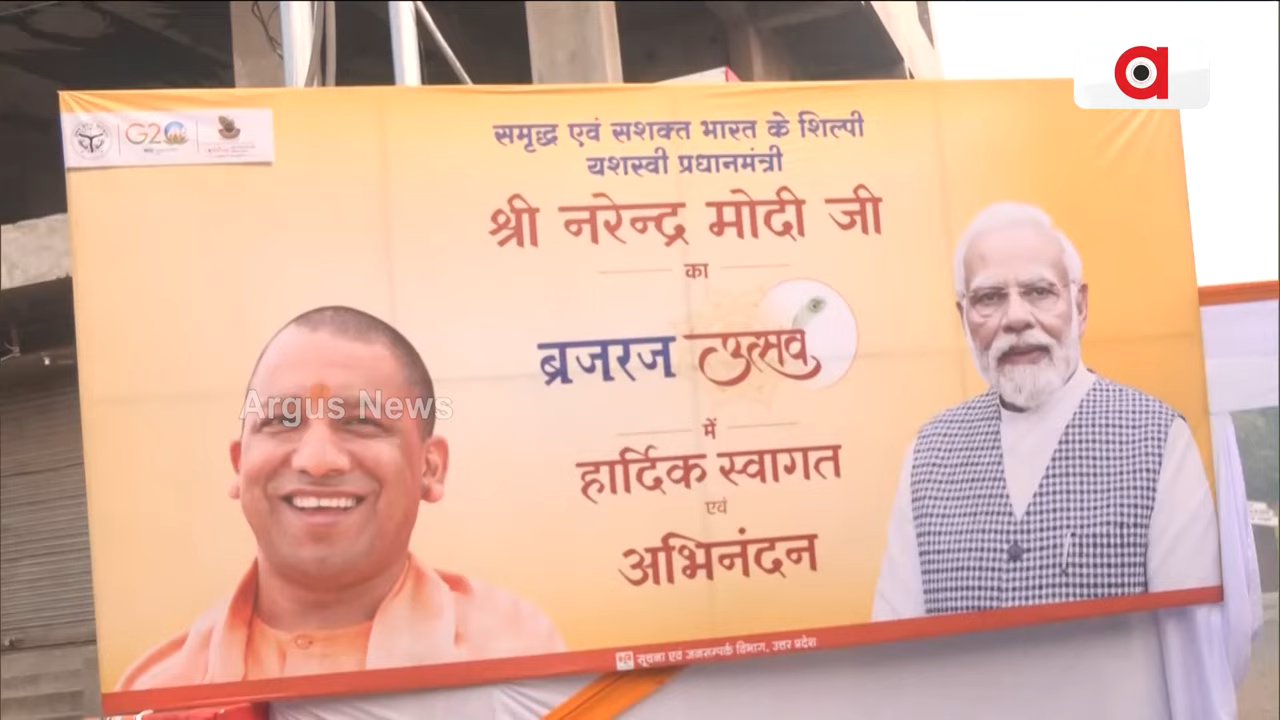 a
G20
समृद्ध एवं सशक्त भारत के शिल्पी
यशस्वी प्रधानमंत्री
श्री नरेन्द्र मोदी जी
का
ब्रजरज उत्सव
में
हार्दिक स्वागत
एवं
अभिनंदन
Argus News
सूचना एवं जनसम्पर्क विभाग, उत्तर प्रदेश